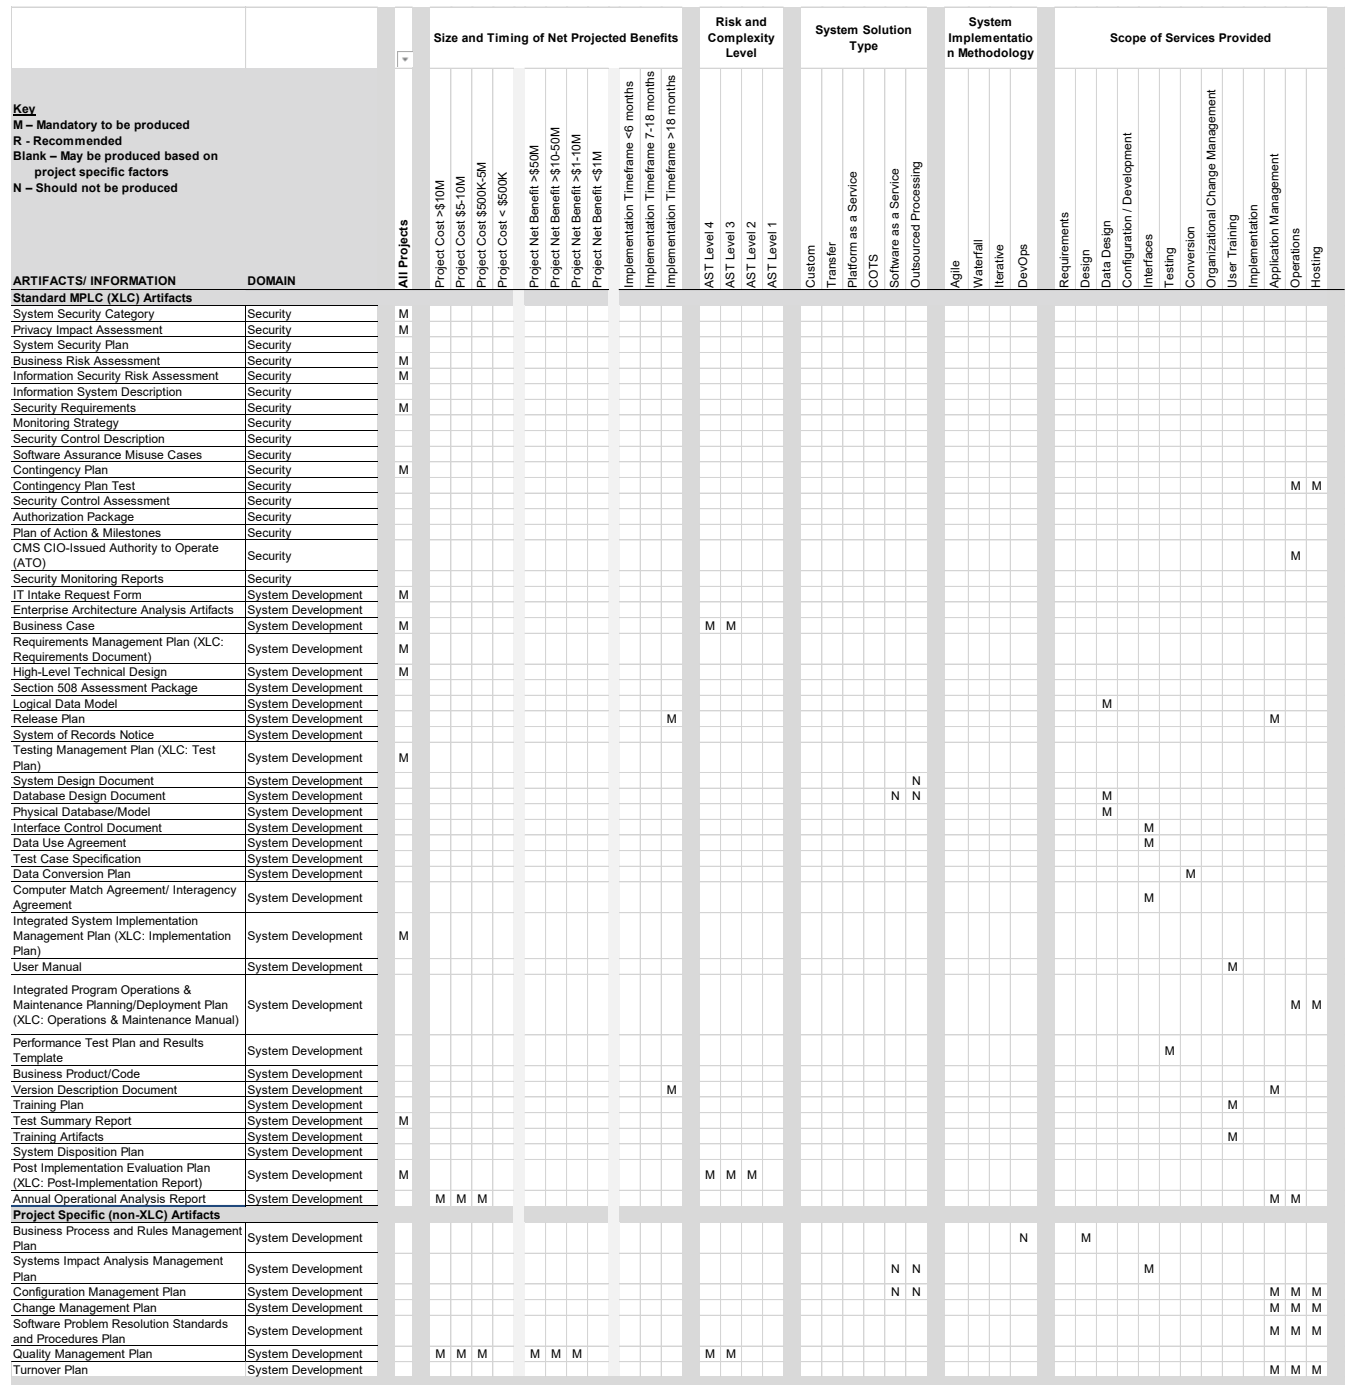 Size and Timing of Net Projected Benefits
Risk and
Complexity
Level
System Solution
Type
System
Implementatio
n Methodology
Scope of Services Provided
Key
M – Mandatory to be produced
R - Recommended
Blank – May be produced based on
project specific factors
N – Should not be produced
ARTIFACTS/ INFORMATION DOMAIN
All Projects
Project Cost >$10M
Project Cost $5-10M
Project Cost $500K-5M
Project Cost < $500K
Project Net Benefit >$50M
Project Net Benefit >$10-50M
Project Net Benefit >$1-10M
Project Net Benefit <$1M
Implementation Timeframe <6 months
Implementation Timeframe 7-18 months
Implementation Timeframe >18 months
AST Level 4
AST Level 3
AST Level 2
AST Level 1
Custom
Transfer
Platform as a Service
COTS
Software as a Service
Outsourced Processing
Agile
Waterfall
Iterative
DevOps
Requirements
Design
Data Design
Configuration / Development
Interfaces
Testing
Conversion
Organizational Change Management
User Training
Implementation
Application Management
Operations
Hosting
Standard MPLC (XLC) Artifacts
System Security Category Security M
Privacy Impact Assessment Security M
System Security Plan Security
Business Risk Assessment Security M
Information Security Risk Assessment Security M
Information System Description Security
Security Requirements Security M
Monitoring Strategy Security
Security Control Description Security
Software Assurance Misuse Cases Security
Contingency Plan Security M
Contingency Plan Test Security M M
Security Control Assessment Security
Authorization Package Security
Plan of Action & Milestones Security
CMS CIO-Issued Authority to Operate
(ATO) Security M
Security Monitoring Reports Security
IT Intake Request Form System Development M
Enterprise Architecture Analysis Artifacts System Development
Business Case System Development M M M
Requirements Management Plan (XLC:
Requirements Document) System Development M
High-Level Technical Design System Development M
Section 508 Assessment Package System Development
Logical Data Model System Development M
Release Plan System Development M M
System of Records Notice System Development
Testing Management Plan (XLC: Test
Plan) System Development M
System Design Document System Development N
Database Design Document System Development N N M
Physical Database/Model System Development M
Interface Control Document System Development M
Data Use Agreement System Development M
Test Case Specification System Development
Data Conversion Plan System Development M
Computer Match Agreement/ Interagency
Agreement System Development M
Integrated System Implementation
Management Plan (XLC: Implementation System Development M
Plan)
User Manual System Development M
Integrated Program Operations &
Maintenance Planning/Deployment Plan System Development M M
(XLC: Operations & Maintenance Manual)
Performance Test Plan and Results
Template System Development M
Business Product/Code System Development
Version Description Document System Development M M
Training Plan System Development M
Test Summary Report System Development M
Training Artifacts System Development M
System Disposition Plan System Development
Post Implementation Evaluation Plan
(XLC: Post-Implementation Report) System Development M M M M
Annual Operational Analysis Report System Development M M M M M
Project Specific (non-XLC) Artifacts
Business Process and Rules Management
Plan System Development N M
Systems Impact Analysis Management
Plan System Development N N M
Configuration Management Plan System Development N N M M M
Change Management Plan System Development M M M
Software Problem Resolution Standards
and Procedures Plan System Development M M M
Quality Management Plan System Development M M M M M M M M
Turnover Plan System Development M M M